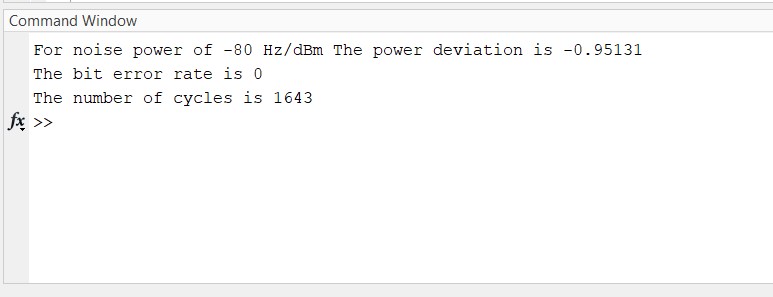 Command Window
For noise power of -80 Hz/dBm The power deviation is -0.95131
The bit error rate is 0
The number of cycles is 1643
fx >>